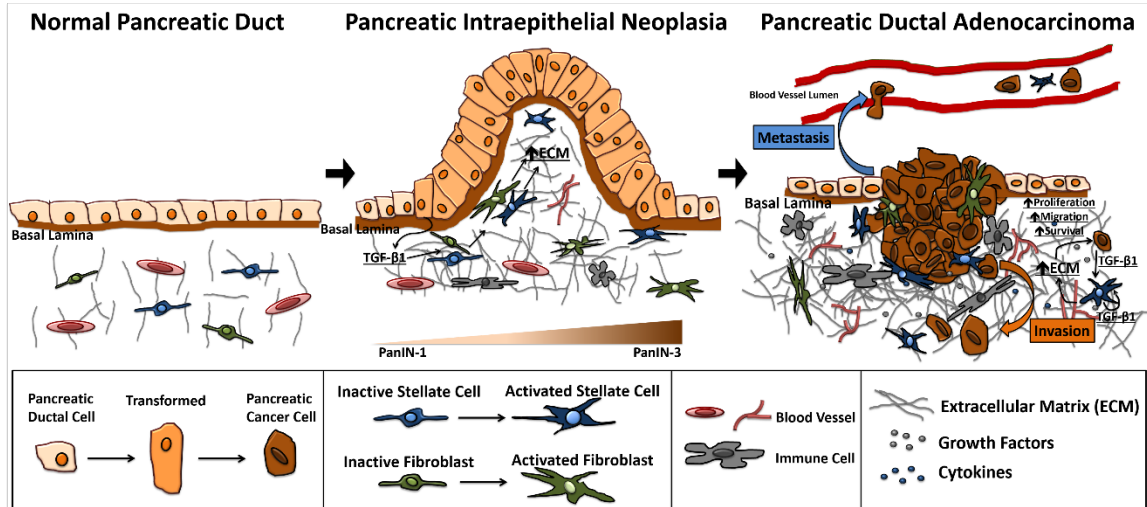 Normal Pancreatic Duct
Pancreatic Intraepithelial Neoplasia
Pancreatic Ductal Adenocarcinoma
Basal Lamina
ECM
Basal Lamina
TGF-β1
PanIN-1
PanIN-3
Blood Vessel Lumen
Metastasis
Basal Lamina
Proliferation
Migration
Survival
ECM
TGF-β1
TGF-β1
Invasion
Pancreatic
Ductal Cell
Transformed
Pancreatic
Cancer Cell
Inactive Stellate Cell
Activated Stellate Cell
Inactive Fibroblast
Activated Fibroblast
Blood Vessel
Immune Cell
Extracellular Matrix (ECM)
Growth Factors
Cytokines